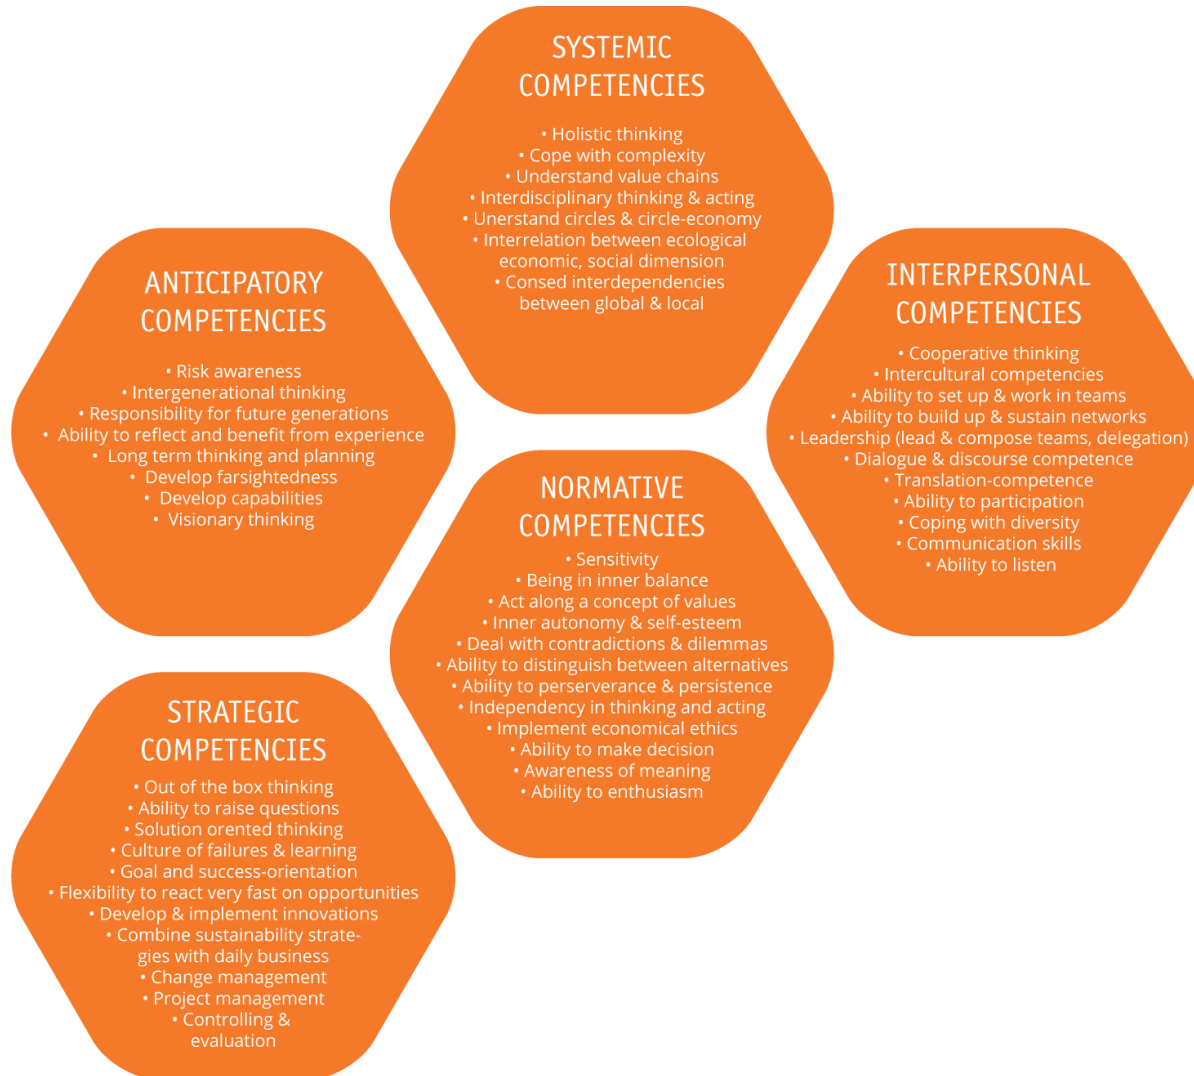 SYSTEMIC
COMPETENCIES
• Holistic thinking
• Cope with complexity
• Understand value chains
• Interdisciplinary thinking & acting
• Unerstand circles & circle-economy
• Interrelation between ecological
economic, social dimension
• Consed interdependencies
between global & local
ANTICIPATORY
COMPETENCIES
• Risk awareness
• Intergenerational thinking
• Responsibility for future generations
• Ability to reflect and benefit from experience
• Long term thinking and planning
• Develop farsightedness
• Develop capabilities
• Visionary thinking
INTERPERSONAL
COMPETENCIES
• Cooperative thinking
• Intercultural competencies
• Ability to set up & work in teams
• Ability to build up & sustain networks
• Leadership (lead & compose teams, delegation)
• Dialogue & discourse competence
• Translation-competence
• Ability to participation
• Coping with diversity
• Communication skills
• Ability to listen
NORMATIVE
COMPETENCIES
• Sensitivity
• Being in inner balance
• Act along a concept of values
• Inner autonomy & self-esteem
• Deal with contradictions & dilemmas
• Ability to distinguish between alternatives
• Ability to perserverance & persistence
• Independency in thinking and acting
• Implement economical ethics
• Ability to make decision
• Awareness of meaning
• Ability to enthusiasm
STRATEGIC
COMPETENCIES
• Out of the box thinking
• Ability to raise questions
• Solution orented thinking
• Culture of failures & learning
• Goal and success-orientation
• Flexibility to react very fast on opportunities
• Develop & implement innovations
• Combine sustainability strate-
gies with daily business
• Change management
• Project management
• Controlling &
evaluation